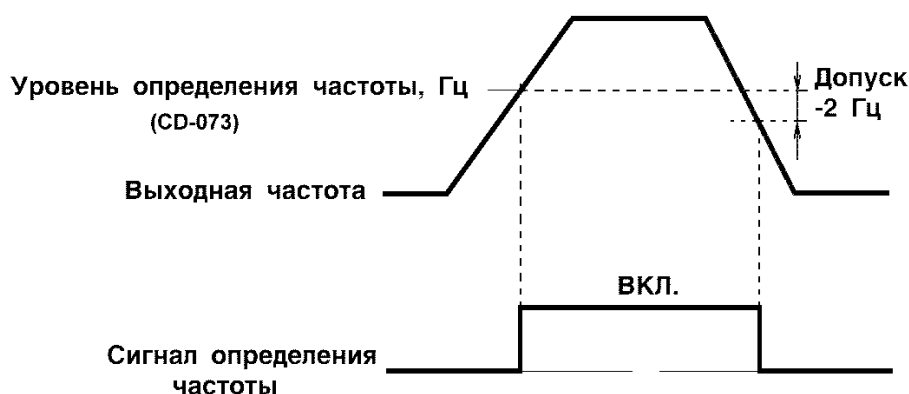 Уровень определения частоты, Гц
(CD-073)
Допуск
-2 Гц
Выходная частота
ВКЛ.
Сигнал определения
частоты